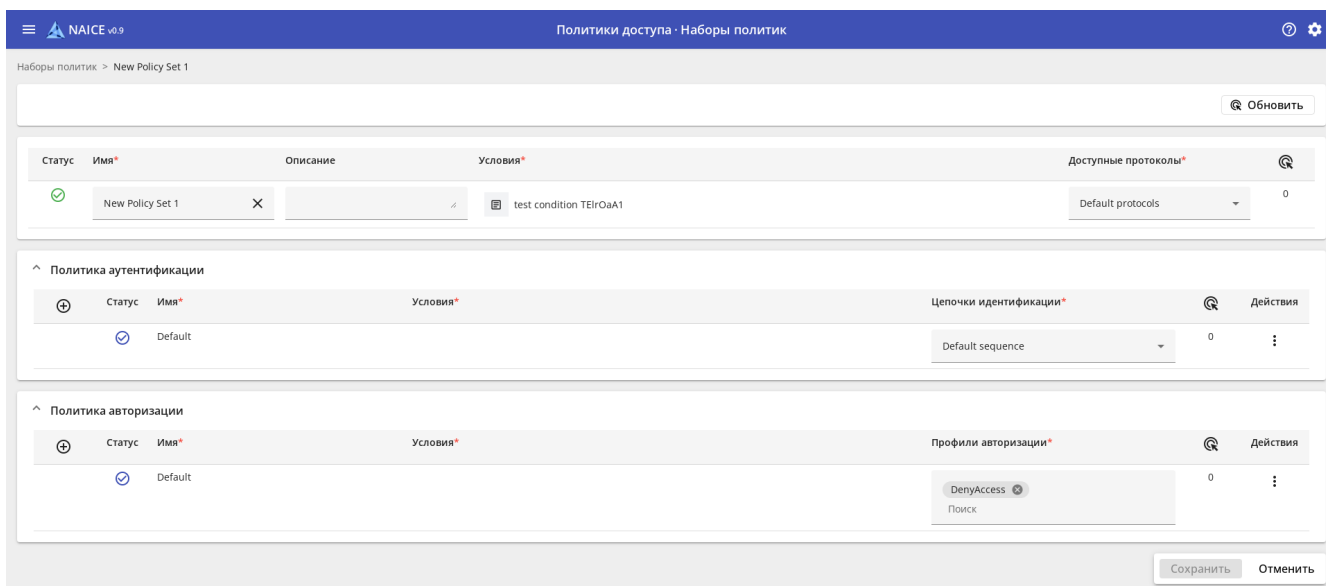 NAICE v0.9
Политики доступа · Наборы политик
Наборы политик > New Policy Set 1
Обновить
Статус Имя* Описание Условия* Доступные протоколы*
New Policy Set 1 test condition TElrOaA1 Default protocols 0
Политика аутентификации
Статус Имя* Условия* Цепочки идентификации* Действия
Default Default sequence 0
Политика авторизации
Статус Имя* Условия* Профили авторизации* Действия
Default DenyAccess 0
Поиск
Сохранить Отменить